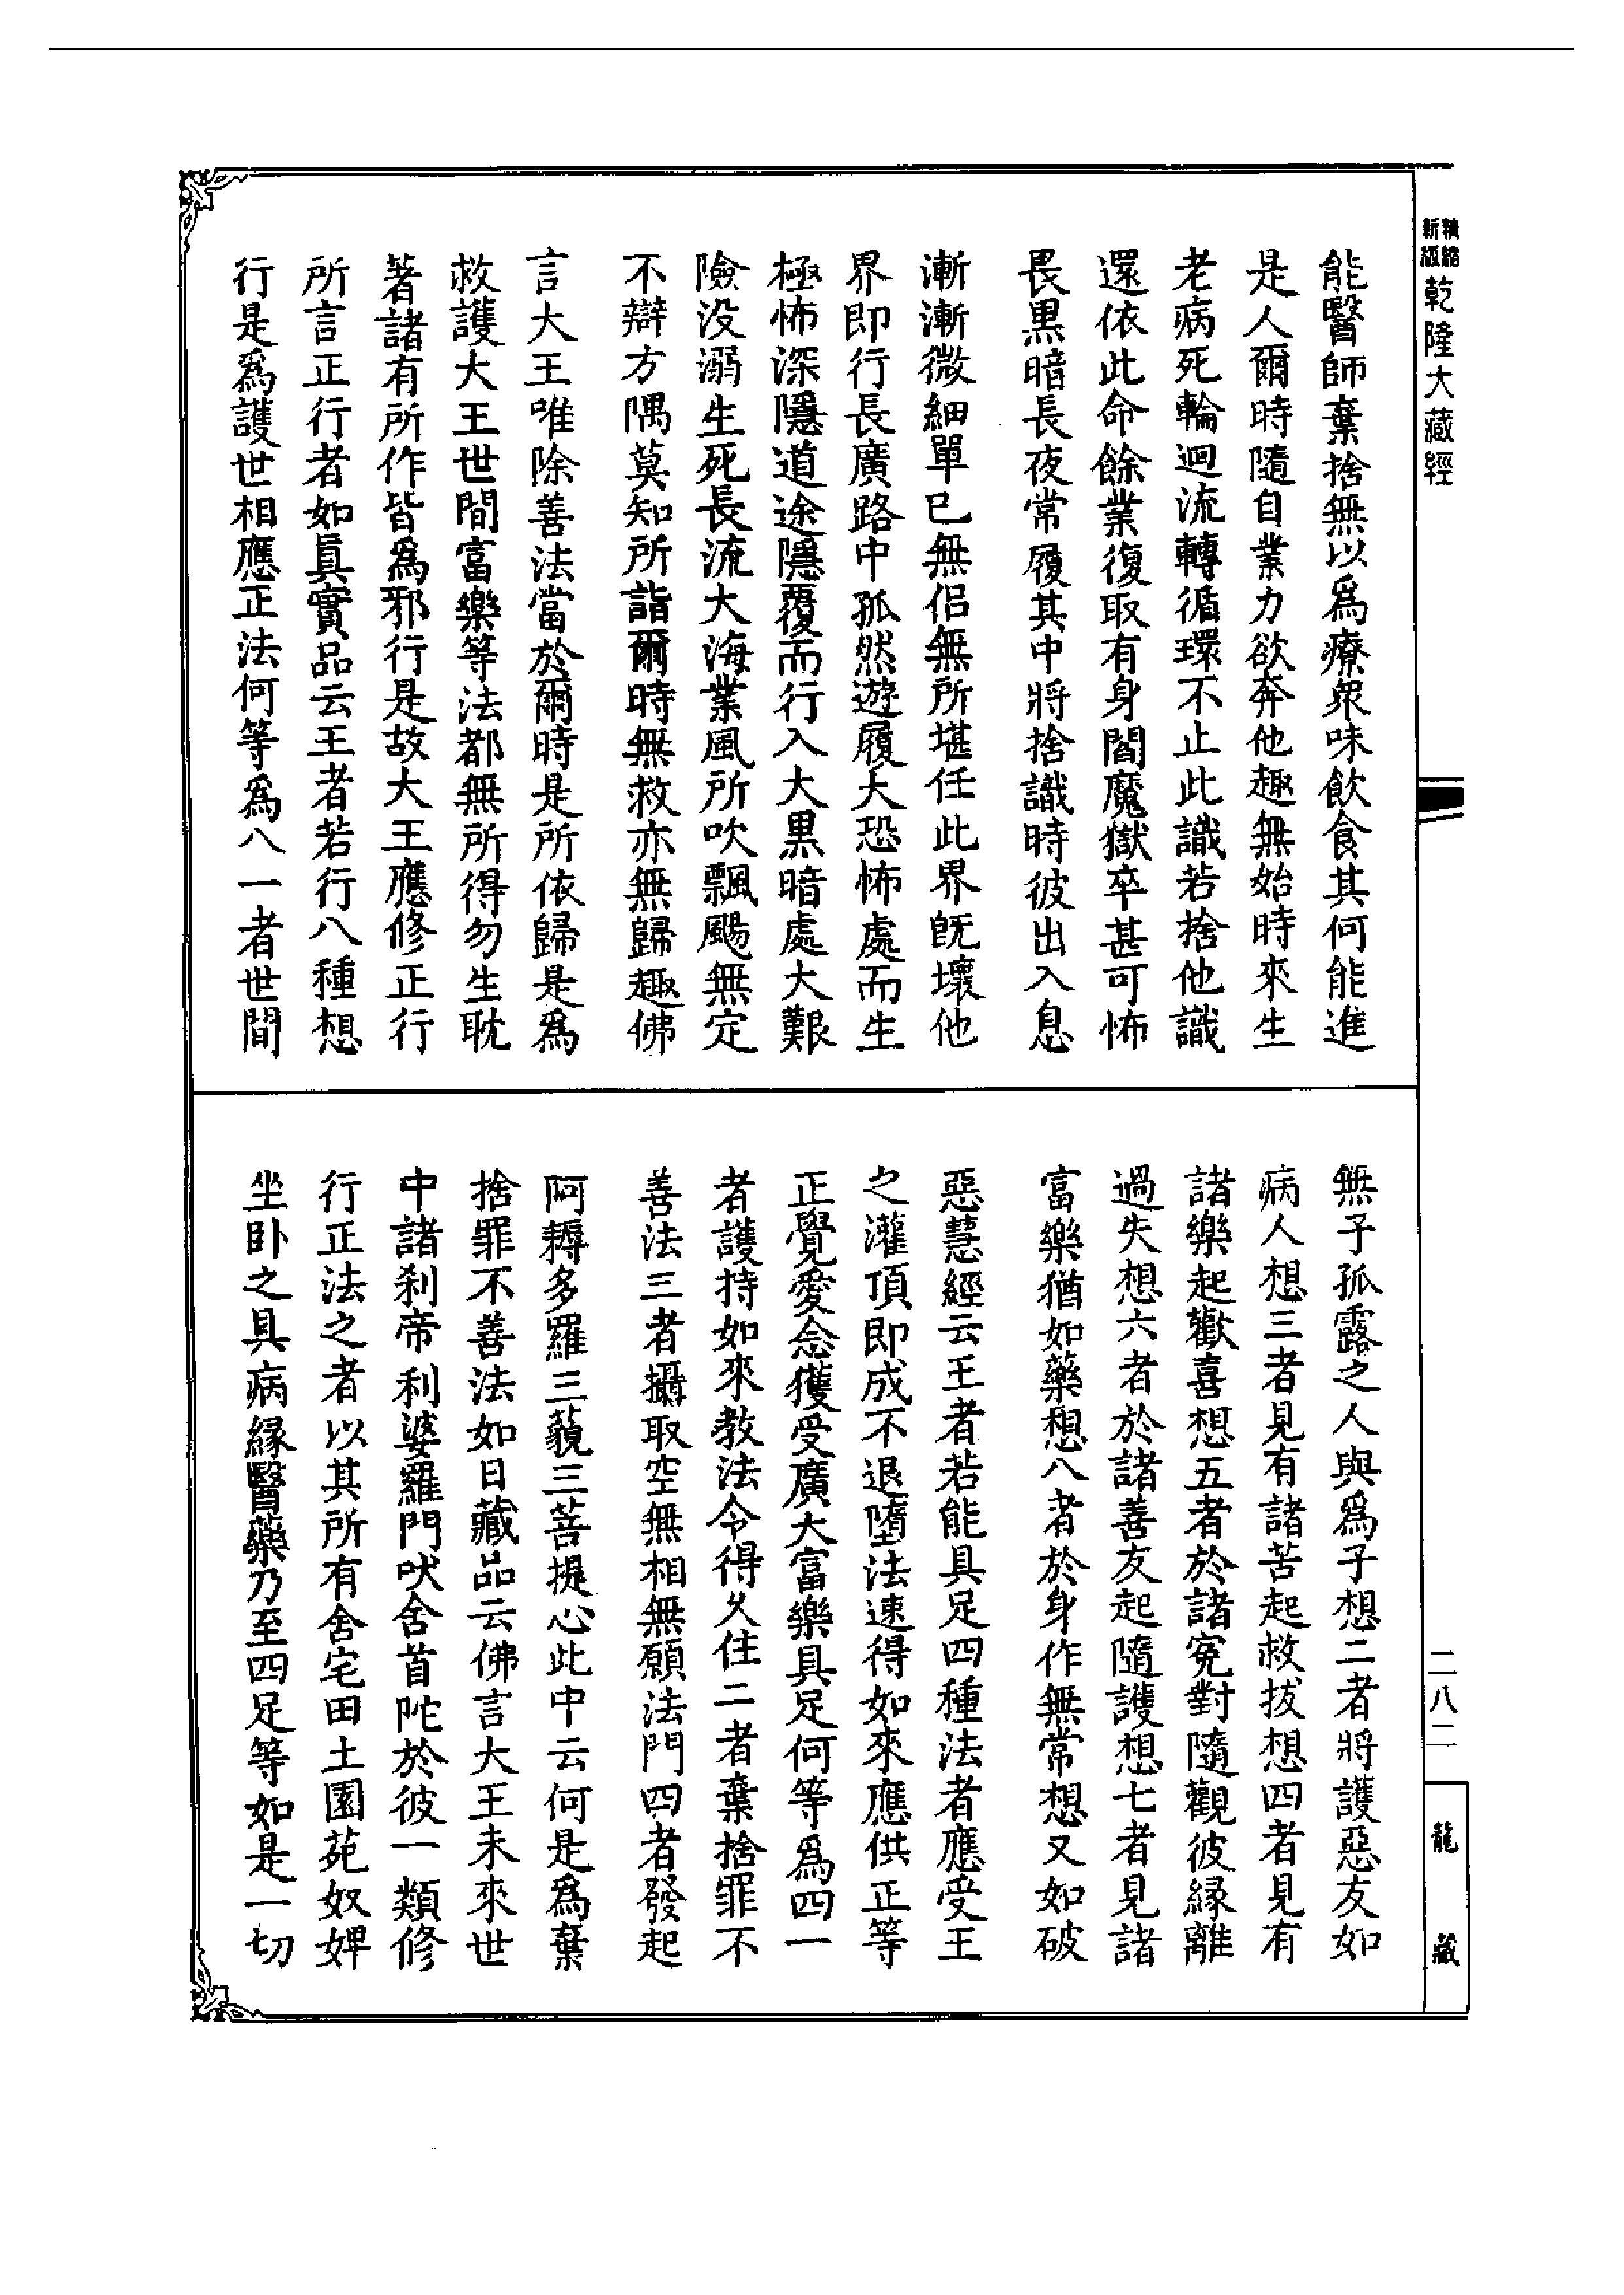 新縮
版緝
乾隆大藏經
能醫師棄捨無以爲療衆味飲食其何能進
是人爾時隨自業力欲奔他趣無始時來生
老病死輪迴流轉循環不止此識若捨他識
還依此命餘業復取有身閻魔獄卒甚可怖
畏黒暗長夜常履其中將捨識時彼出入息
漸漸微細單已無侣無所堪任此界旣壞他
界即行長廣路中孤然遊履大恐怖處而生
極怖深隱道途隱覆而行入大黒暗處大艱
險没溺生死長流大海業風所吹飄颺無定
不辯方隅莫知所詣爾時無救亦無歸趣佛
言大王唯除善法當於爾時是所依歸是爲
救護大王世間富樂等法都無所得勿生耽
著諸有所作皆爲邪行是故大王應修正行
所言正行者如眞實品云王者若行八種想
行是爲護世相應正法何等爲八一者世間
無子孤露之人與爲子想二者將護惡友如
病人想三者見有諸苦起救拔想四者見有
諸樂起歡喜想五者於諸寃對隨觀彼緣離
過失想六者於諸善友起隨護想七者見諸
富樂猶如藥想八者於身作無常想又如破
惡慧經云王者若能具足四種法者應受王
之灌頂即成不退墮法速得如來應供正等
正覺愛念獲受廣大富樂具足何等爲四一
者護持如來教法令得久住二者棄捨罪不
善法三者攝取空無相無願法門四者發起
阿耨多羅三藐三菩提心此中云何是爲棄
捨罪不善法如日藏品云佛言大王未來世
中諸刹帝利婆羅門吠舍首陀於彼一類修
行正法之者以其所有舍宅田土園苑奴婢
坐卧之具病緣醫藥乃至四足等如是一切
二八二
龍藏